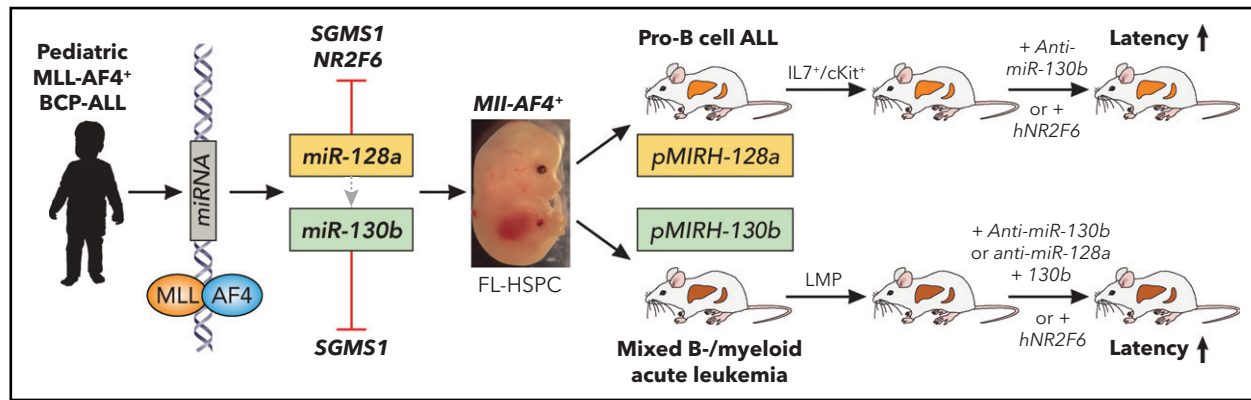 Pediatric
MLL-AF4+
BCP-ALL
miRNA
MLL
AF4
SGMS1
NR2F6
miR-128a
miR-130b
SGMS1
Mll-AF4+
FL-HSPC
Pro-B cell ALL
pMIRH-128a
pMIRH-130b
Mixed B-/myeloid
acute leukemia
IL7+/cKit+
LMP
+ Anti-
miR-130b
or +
hNR2F6
Latency
+ Anti-miR-130b
or anti-miR-128a
+ 130b
or +
hNR2F6
Latency